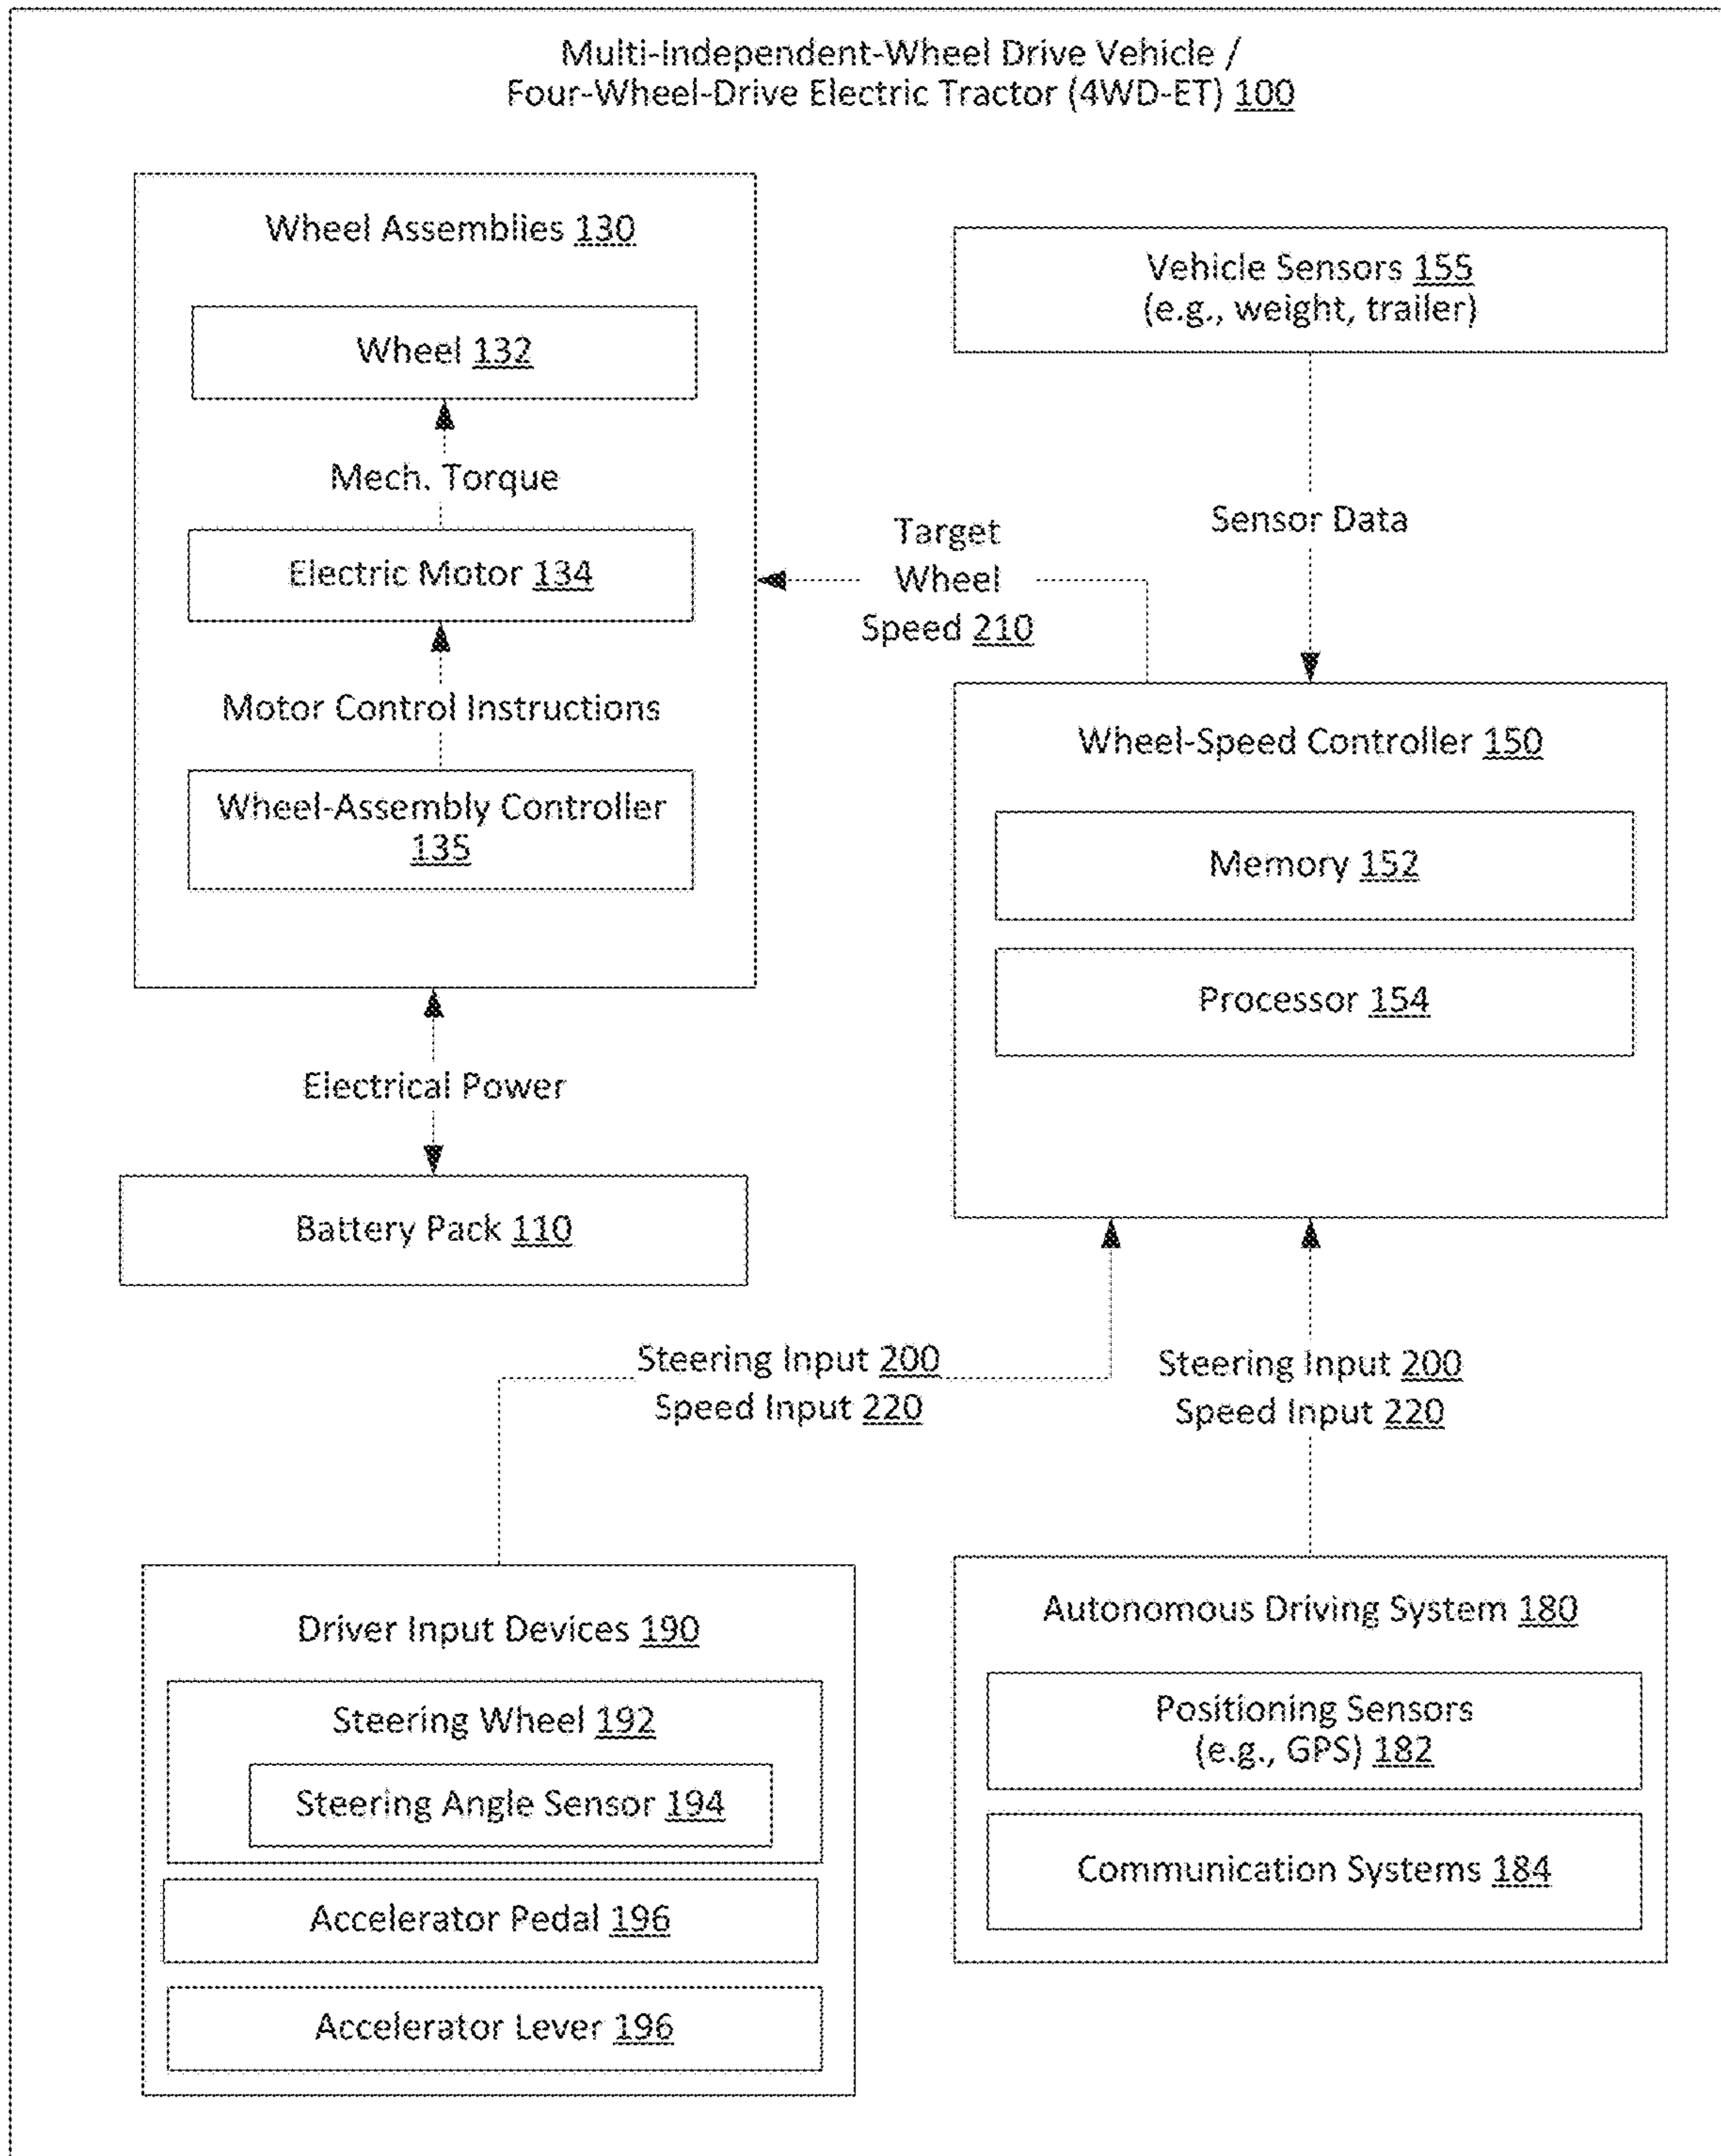 Multi-Independent-Wheel Drive Vehicle /
Four-Wheel-Drive Electric Tractor (4WD-ET) 100
Wheel Assemblies 130
Wheel 132
Mech. Torque
Electric Motor 134
Motor Control Instructions
Wheel-Assembly Controller
135
Electrical Power
Battery Pack 110
Vehicle Sensors 155
(e.g., weight, trailer)
Sensor Data
Target
Wheel
Speed 210
Wheel-Speed Controller 150
Memory 152
Processor 154
Steering Input 200
Speed Input 220
Steering Input 200
Speed Input 220
Driver Input Devices 190
Steering Wheel 192
Steering Angle Sensor 194
Accelerator Pedal 196
Accelerator Lever 196
Autonomous Driving System 180
Positioning Sensors
(e.g., GPS) 182
Communication Systems 184